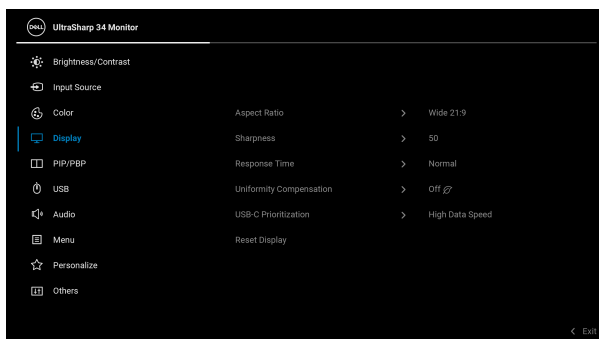 DELL UltraSharp 34 Monitor
Brightness/Contrast
Input Source
Color Aspect Ratio > Wide 21:9
Display Sharpness > 50
PIP/PBP Response Time > Normal
USB Uniformity Compensation > Off
Audio USB-C Prioritization > High Data Speed
Menu Reset Display
Personalize
Others
< Exit